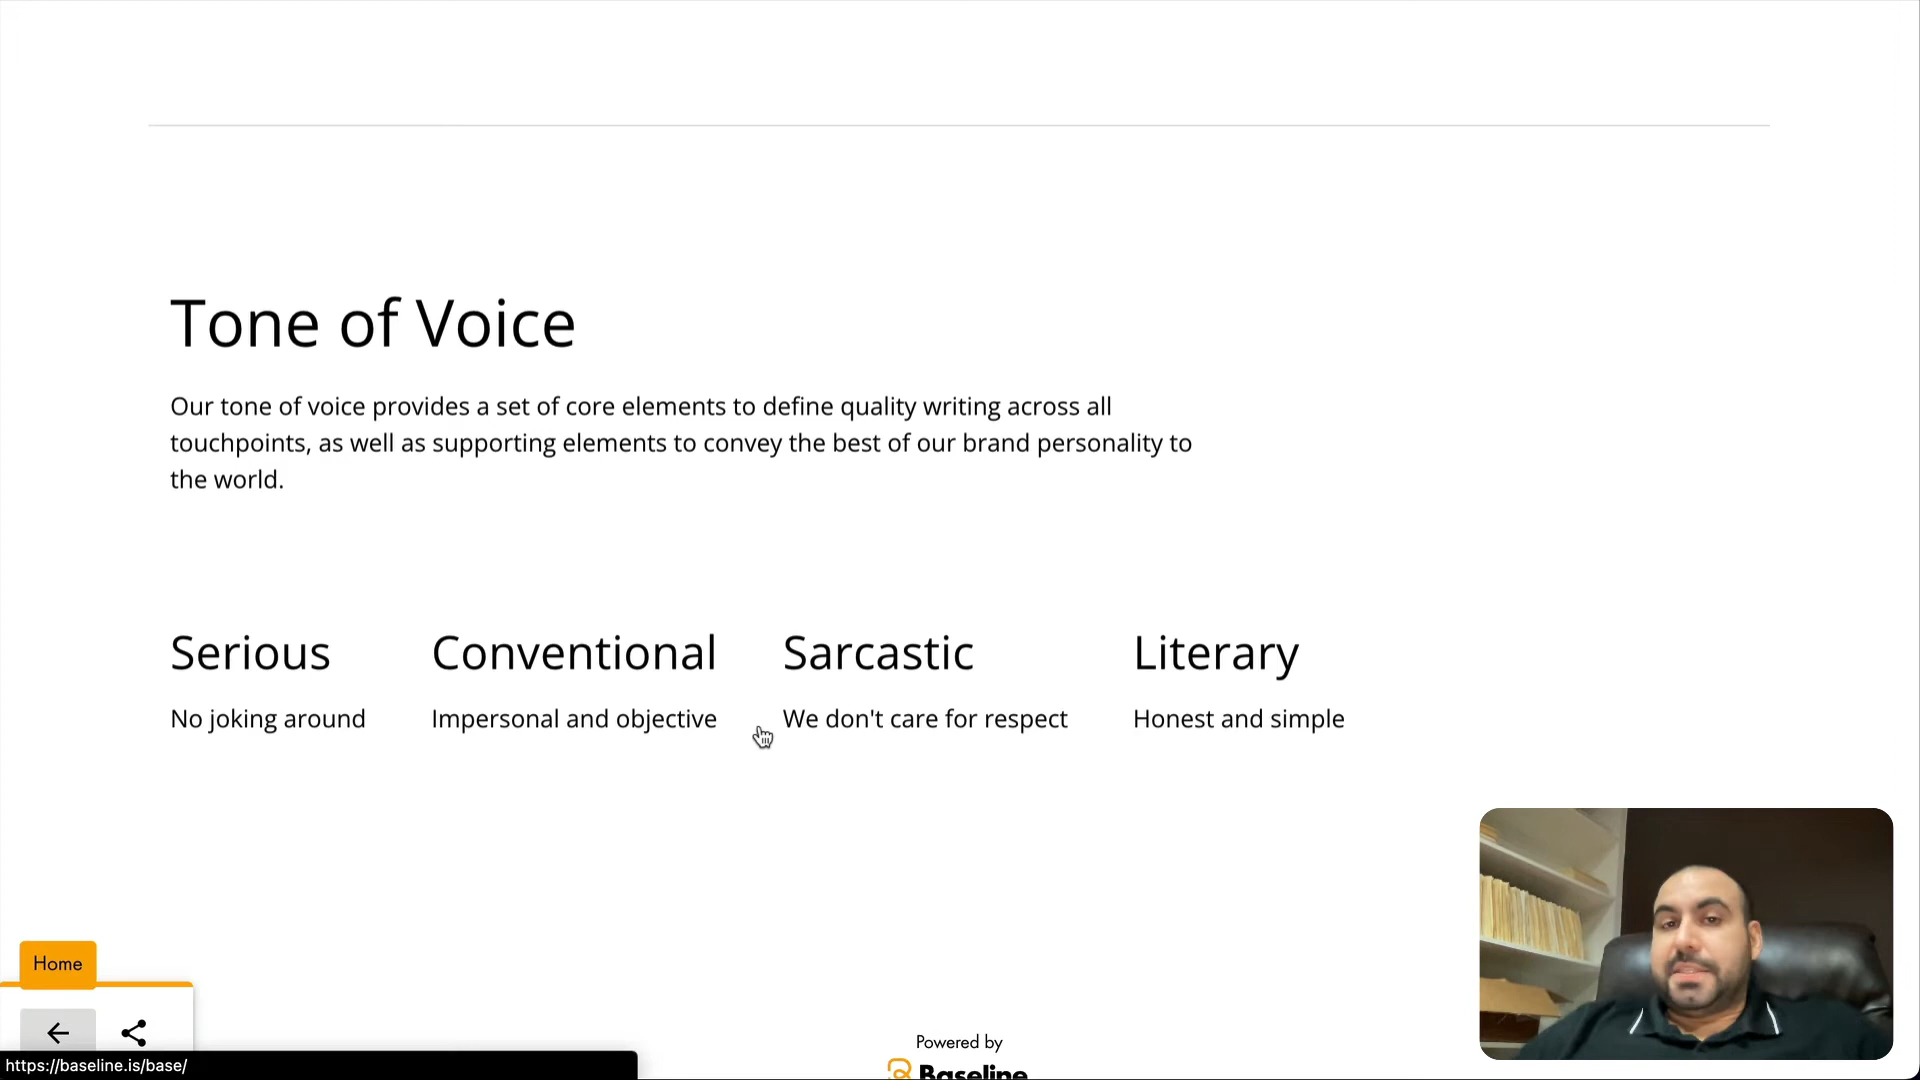 Tone of Voice
Our tone of voice provides a set of core elements to define quality writing across all
touchpoints, as well as supporting elements to convey the best of our brand personality to
the world.
Serious
No joking around
Conventional
Impersonal and objective
Sarcastic
We don't care for respect
Literary
Honest and simple
Home
Powered by
Baseline
https://baseline.is/base/